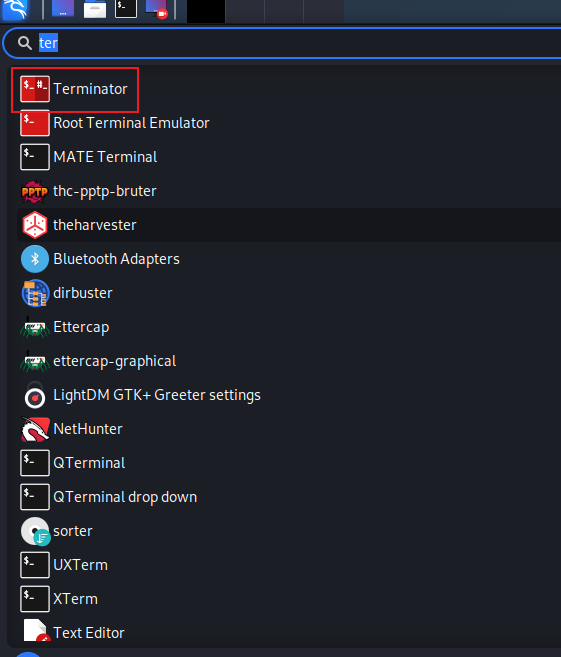 ter
$_ #_ Terminator
$_ Root Terminal Emulator
$_ MATE Terminal
PPTP thc-pptp-bruter
theharvester
Bluetooth Adapters
dirbuster
Ettercap
ettercap-graphical
LightDM GTK+ Greeter settings
NetHunter
$_ QTerminal
$_ QTerminal drop down
sorter
$_ UXTerm
$_ XTerm
Text Editor